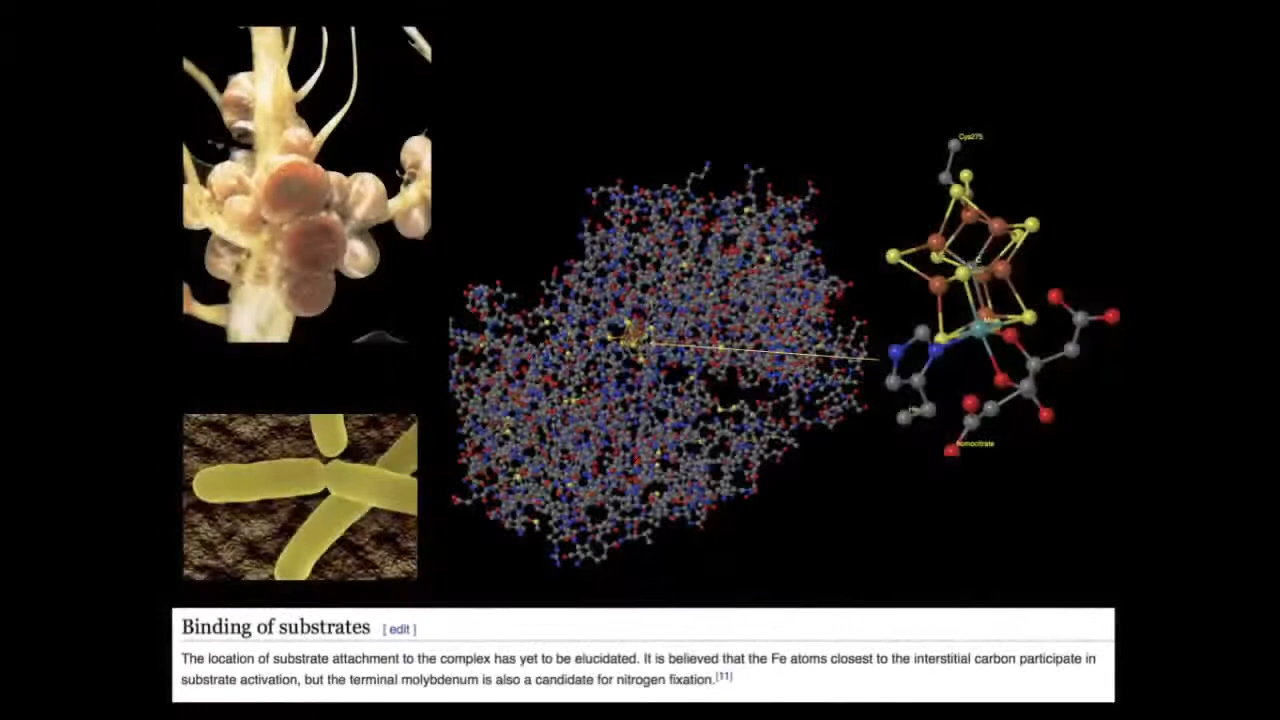 Cys275
C
Mo
homocitrate
Binding of substrates [ edit ]
The location of substrate attachment to the complex has yet to be elucidated. It is believed that the Fe atoms closest to the interstitial carbon participate in
substrate activation, but the terminal molybdenum is also a candidate for nitrogen fixation.[11]